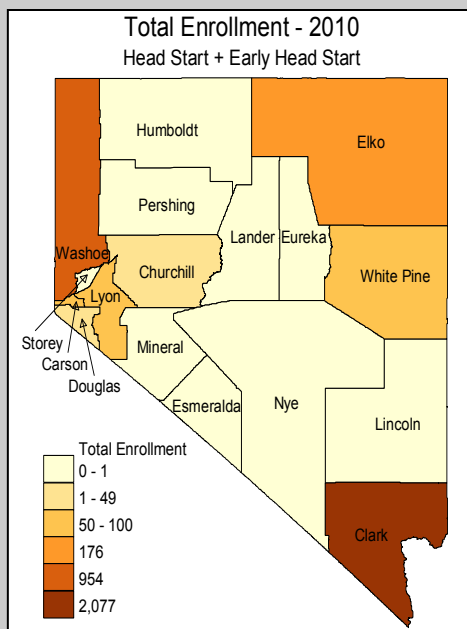 Total Enrollment - 2010
Head Start + Early Head Start
Humboldt
Elko
Pershing
Lander
Eureka
Washoe
Churchill
White Pine
Lyon
Storey
Carson
Douglas
Mineral
Esmeralda
Nye
Lincoln
Clark
Total Enrollment
0 - 1
1 - 49
50 - 100
176
954
2,077